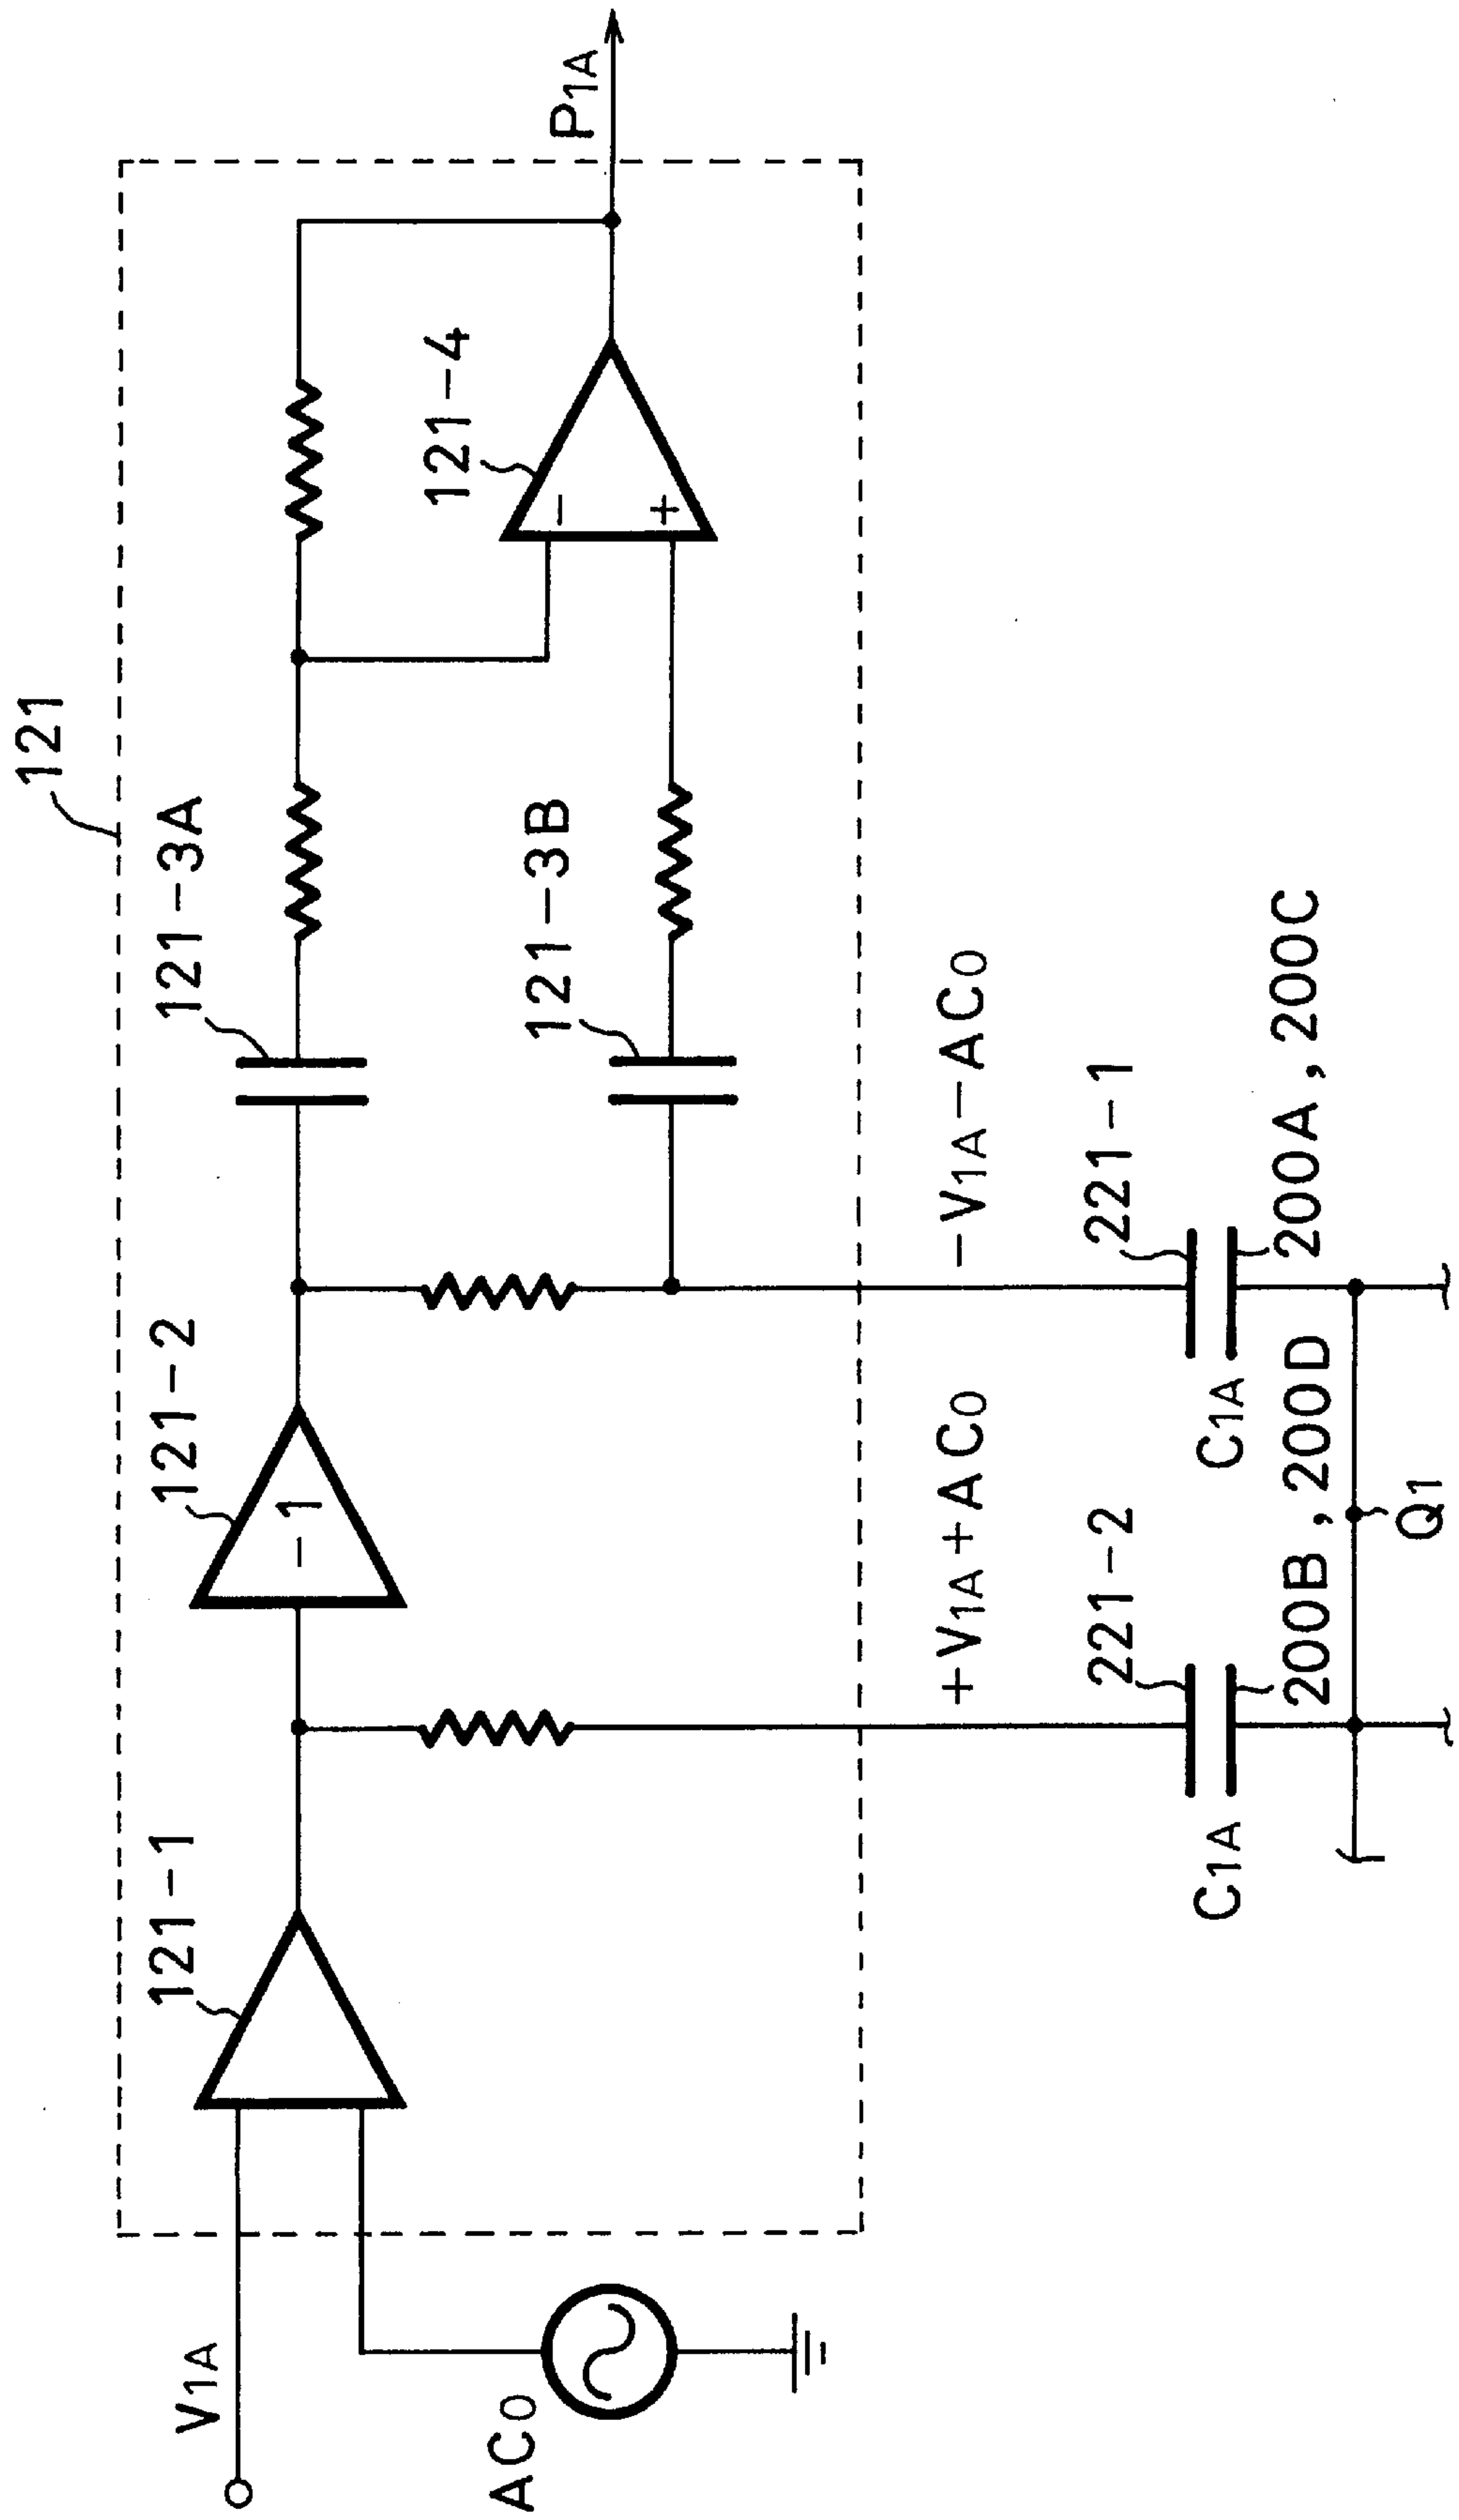 121
121-1
121-2
-1
121-3A
121-3B
121-4
-
+
P1A
V1A
AC0
+V1A+AC0
-V1A-AC0
221-2
221-1
C1A
200B,200D
C1A
200A,200C
Q1